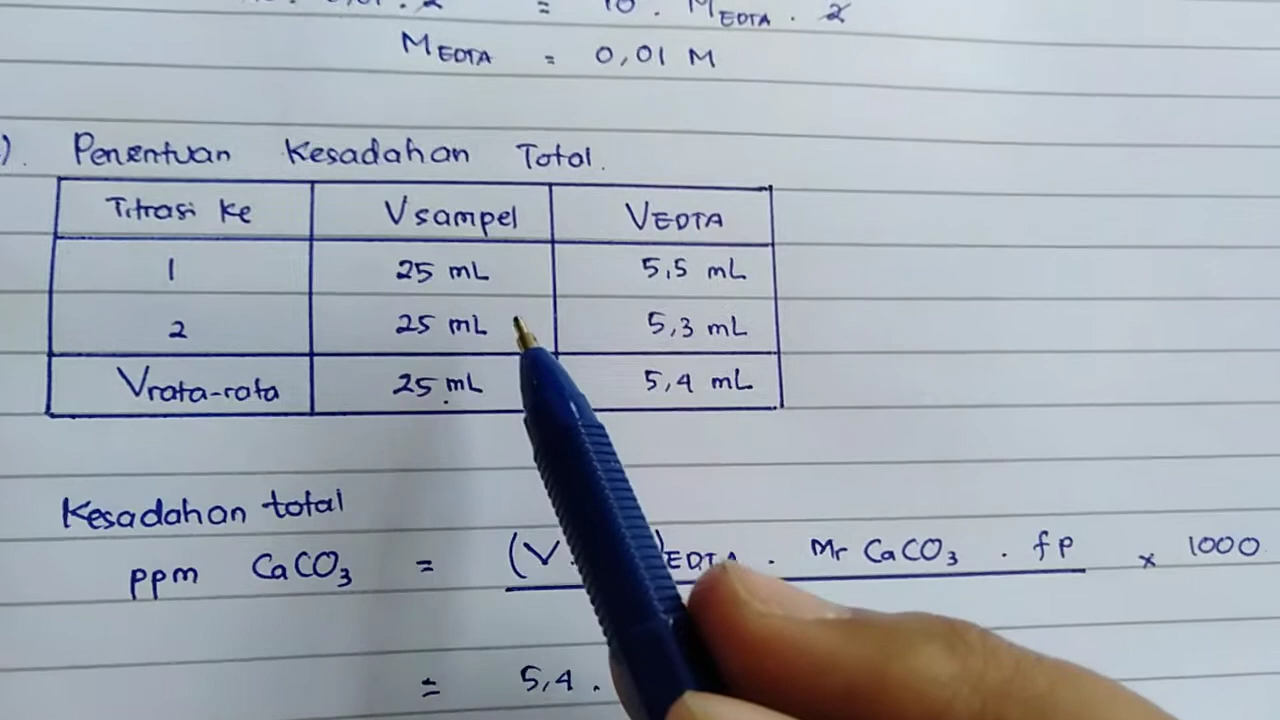 = 10 . M EDTA . 2
M EDTA = 0,01 M
). Penentuan Kesadahan Total.
Titrasi ke Vsampel VEDTA
1 25 mL 5,5 mL
2 25 mL 5,3 mL
Vrata-rata 25 mL 5,4 mL
Kesadahan total
ppm CaCO3 = (V. )EDTA . Mr CaCO3 . fp x 1000
= 5,4 .